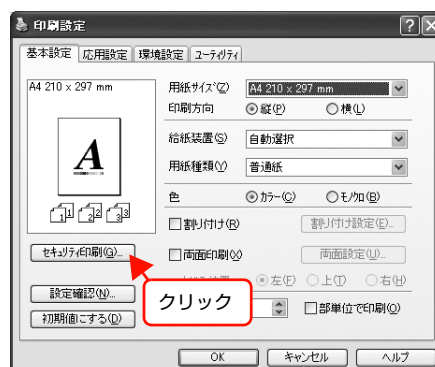 印刷設定
基本設定 応用設定 環境設定 ユーティリティ
A4 210 x 297 mm
用紙サイズ(Z) A4 210 x 297 mm
印刷方向 縦(P) 横(L)
給紙装置(S) 自動選択
用紙種類(Y) 普通紙
A
色 カラー(C) モノクロ(B)
1 2 3
割り付け(R) 割り付け設定(E)...
セキュリティ印刷(G)...
両面印刷(X) 両面設定(U)...
左(F) 上(T) 右(H)
設定確認(N)...
クリック
部単位で印刷(O)
初期値にする(D)
OK キャンセル ヘルプ